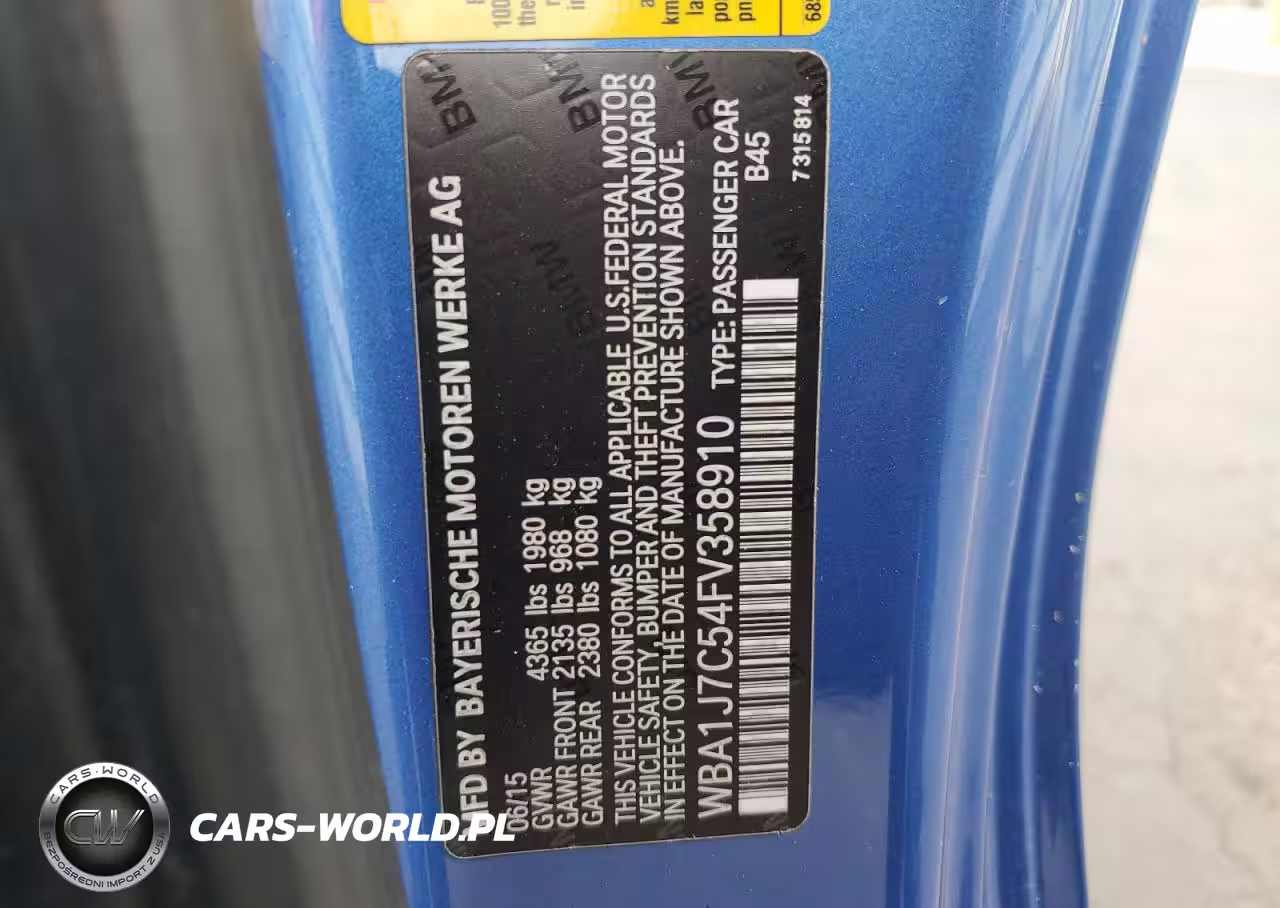 MFD BY BAYERISCHE MOTOREN WERKE AG
06/15
GVWR 4365 lbs 1980 kg
GAWR FRONT 2135 lbs 968 kg
GAWR REAR 2380 lbs 1080 kg
THIS VEHICLE CONFORMS TO ALL APPLICABLE U.S.FEDERAL MOTOR
VEHICLE SAFETY, BUMPER AND THEFT PREVENTION STANDARDS
IN EFFECT ON THE DATE OF MANUFACTURE SHOWN ABOVE.
WBA1J7C54FV358910 TYPE: PASSENGER CAR
B45
7315814
CARS-WORLD
CW
BEZPOŚREDNI IMPORT Z USA
CARS-WORLD.PL